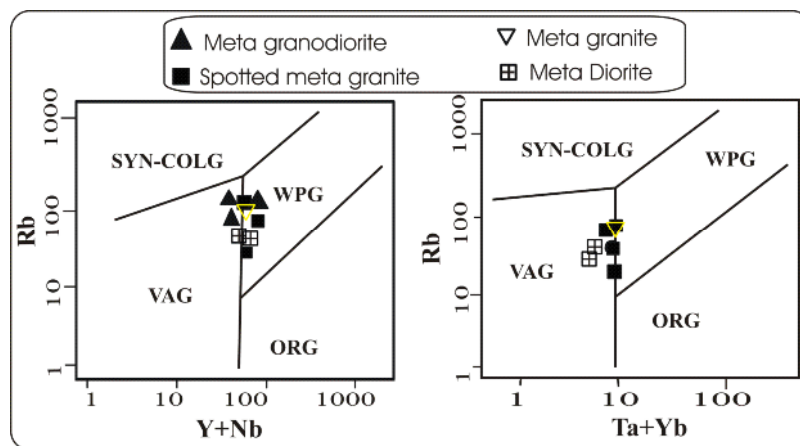 Meta granodiorite
Meta granite
Spotted meta granite
Meta Diorite
1000
100
10
1
Rb
SYN-COLG
WPG
VAG
ORG
1
10
100
1000
Y+Nb
1000
100
10
1
Rb
SYN-COLG
WPG
VAG
ORG
1
10
100
Ta+Yb